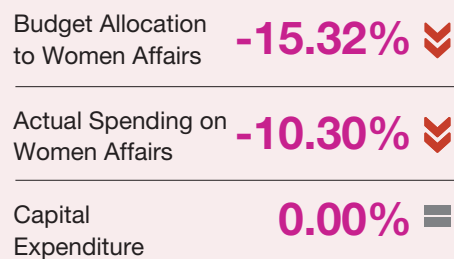 Budget Allocation
to Women Affairs
-15.32%
Actual Spending on
Women Affairs
-10.30%
Capital
Expenditure
0.00%